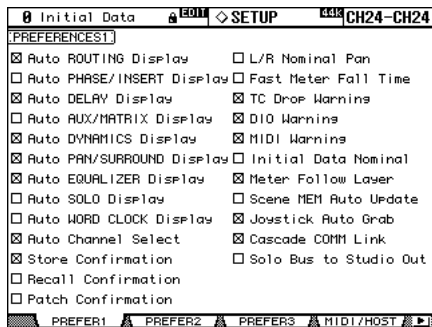 0 Initial Data EDIT SETUP 44K CH24-CH24
PREFERENCES1
Auto ROUTING Display L/R Nominal Pan
Auto PHASE/INSERT Display Fast Meter Fall Time
Auto DELAY Display TC Drop Warning
Auto AUX/MATRIX Display DIO Warning
Auto DYNAMICS Display MIDI Warning
Auto PAN/SURROUND Display Initial Data Nominal
Auto EQUALIZER Display Meter Follow Layer
Auto SOLO Display Scene MEM Auto Update
Auto WORD CLOCK Display Joystick Auto Grab
Auto Channel Select Cascade COMM Link
Store Confirmation Solo Bus to Studio Out
Recall Confirmation
Patch Confirmation
PREFER1 PREFER2 PREFER3 MIDI/HOST